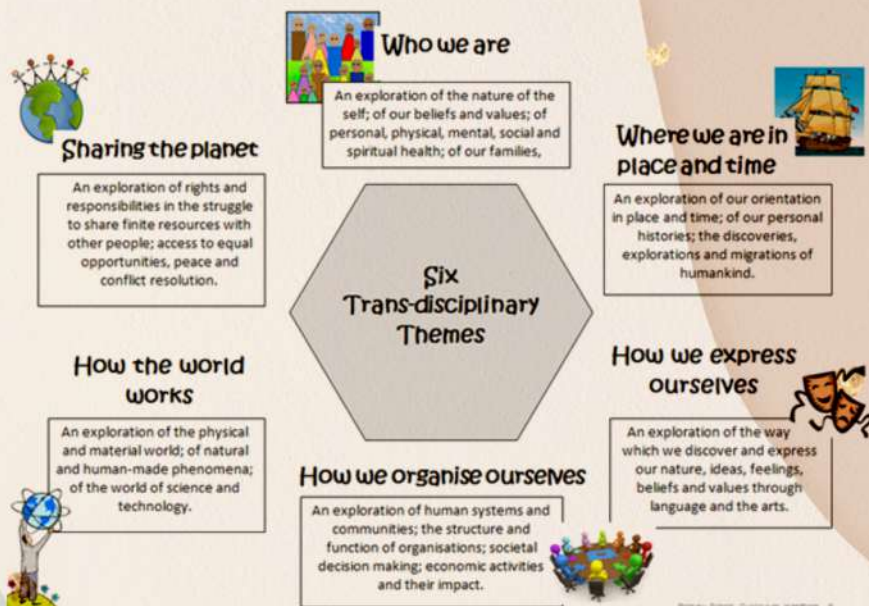 Who we are
An exploration of the nature of the
self; of our beliefs and values; of
personal, physical, mental, social and
spiritual health; of our families,
Sharing the planet
An exploration of rights and
responsibilities in the struggle
to share finite resources with
other people; access to equal
opportunities, peace and
conflict resolution.
Where we are in
place and time
An exploration of our orientation
in place and time; of our personal
histories; the discoveries,
explorations and migrations of
humankind.
Six
Trans-disciplinary
Themes
How the world
works
An exploration of the physical
and material world; of natural
and human-made phenomena;
of the world of science and
technology.
How we express
ourselves
An exploration of the way
which we discover and express
our nature, ideas, feelings,
beliefs and values through
language and the arts.
How we organise ourselves
An exploration of human systems and
communities; the structure and
function of organisations; societal
decision making; economic activities
and their impact.